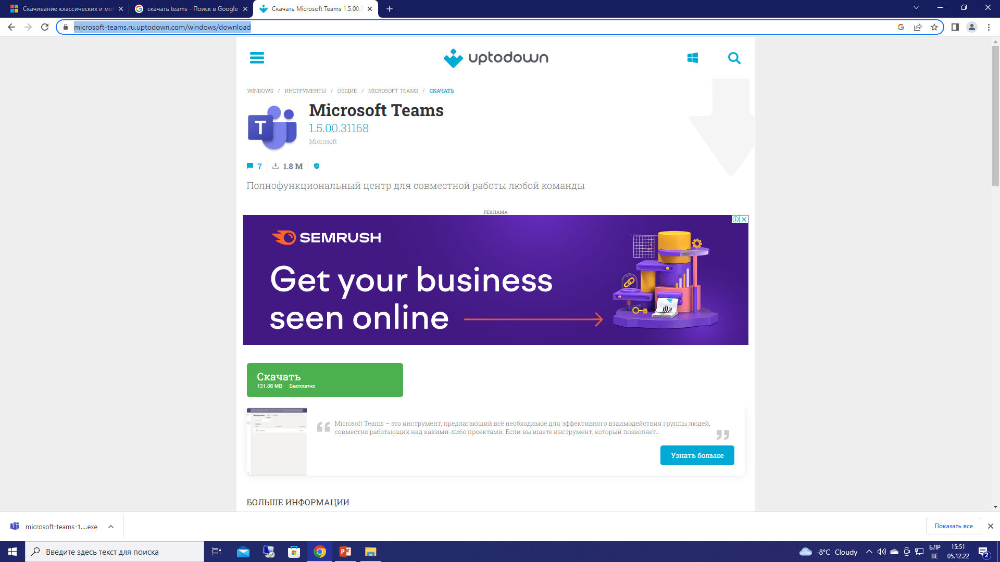 Скачивание классических и мо
скачать teams - Поиск в Google
Скачать Microsoft Teams 1.5.00.3
microsoft-teams.ru.uptodown.com/windows/download
uptodown
WINDOWS / ИНСТРУМЕНТЫ / ОБЩИЕ / MICROSOFT TEAMS / СКАЧАТЬ
T
Microsoft Teams
1.5.00.31168
Microsoft
7 1.8 M
Полнофункциональный центр для совместной работы любой команды
РЕКЛАМА
SEMRUSH
Get your business
seen online
Скачать
131.86 MB Бесплатно
Microsoft Teams – это инструмент, предлагающий всё необходимое для эффективного взаимодействия группы людей,
совместно работающих над какими-либо проектами. Если вы ищете инструмент, который позволяет...
Узнать больше
БОЛЬШЕ ИНФОРМАЦИИ
microsoft-teams-1....exe
Показать все
Введите здесь текст для поиска
-8°C Cloudy
БЛР
BE
15:51
05.12.22
2